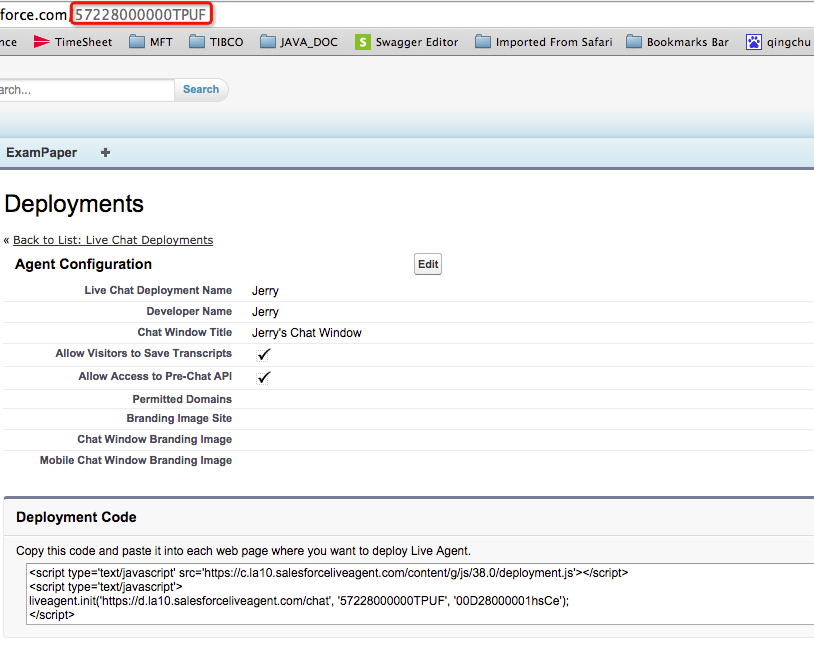 force.com/57228000000TPUF
nce TimeSheet MFT TIBCO JAVA_DOC S Swagger Editor Imported From Safari Bookmarks Bar qingchu
arch... Search
ExamPaper +
Deployments
« Back to List: Live Chat Deployments
Agent Configuration Edit
Live Chat Deployment Name Jerry
Developer Name Jerry
Chat Window Title Jerry's Chat Window
Allow Visitors to Save Transcripts ✓
Allow Access to Pre-Chat API ✓
Permitted Domains
Branding Image Site
Chat Window Branding Image
Mobile Chat Window Branding Image
Deployment Code
Copy this code and paste it into each web page where you want to deploy Live Agent.
<script type='text/javascript' src='https://c.la10.salesforceliveagent.com/content/g/js/38.0/deployment.js'></script>
<script type='text/javascript'>
liveagent.init('https://d.la10.salesforceliveagent.com/chat', '57228000000TPUF', '00D28000001hsCe');
</script>